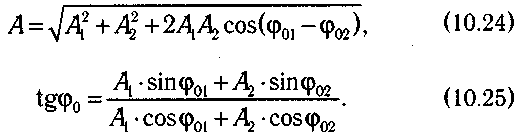 A = √(A₁² + A₂² + 2A₁A₂ cos(φ₀₁ − φ₀₂)), (10.24)
tgφ₀ = (A₁ · sinφ₀₁ + A₂ · sinφ₀₂) / (A₁ · cosφ₀₁ + A₂ · cosφ₀₂). (10.25)